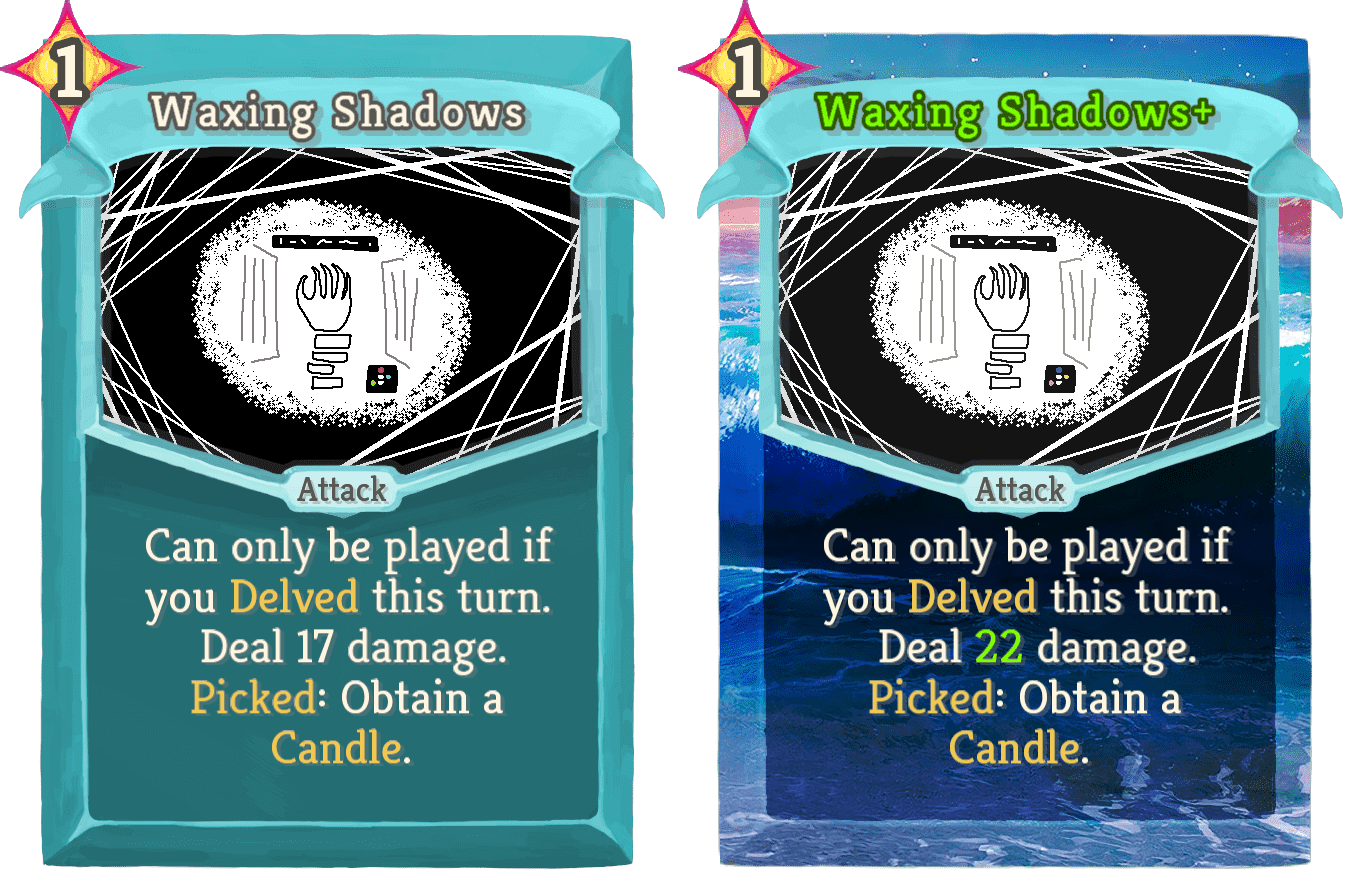 1
Waxing Shadows
Attack
Can only be played if
you Delved this turn.
Deal 17 damage.
Picked: Obtain a
Candle.
1
Waxing Shadows+
Attack
Can only be played if
you Delved this turn.
Deal 22 damage.
Picked: Obtain a
Candle.